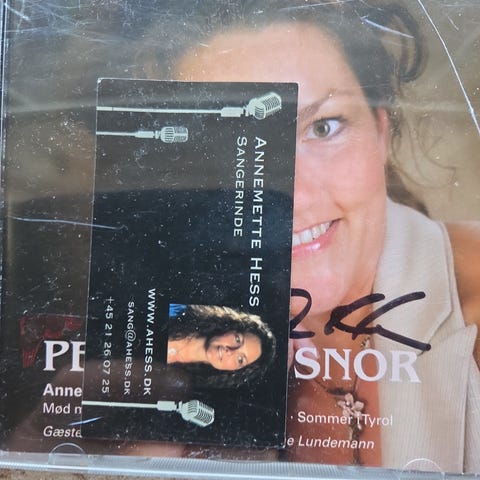 ANNEMETTE HESS
SANGERINDE
WWW.AHESS.DK
SANG@AHESS.DK
+45 21 26 07 25
PE SNOR
Anne
Mød m Sommer i Tyrol
Gæste e Lundemann